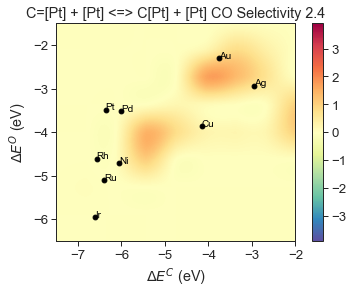 C=[Pt] + [Pt] <=> C[Pt] + [Pt] CO Selectivity 2.4
Au
Ag
Pt
Pd
Cu
Rh
Ni
Ru
Ir
−2
−3
−4
−5
−6
ΔE^O (eV)
−7
−6
−5
−4
−3
−2
ΔE^C (eV)
3
2
1
0
−1
−2
−3